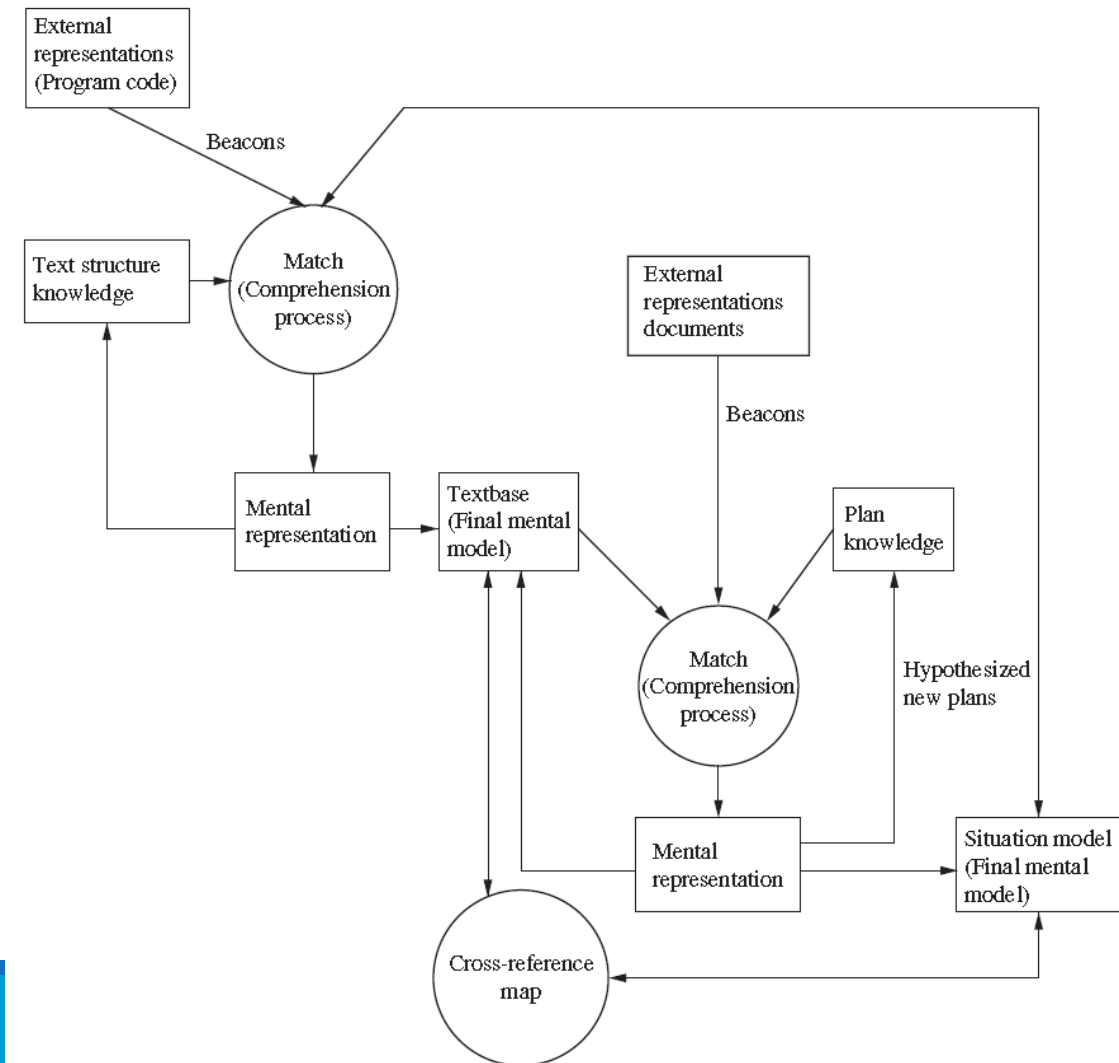 External
representations
(Program code)
Beacons
Text structure
knowledge
Match
(Comprehension
process)
External
representations
documents
Beacons
Mental
representation
Textbase
(Final mental
model)
Plan
knowledge
Match
(Comprehension
process)
Hypothesized
new plans
Mental
representation
Situation model
(Final mental
model)
Cross-reference
map